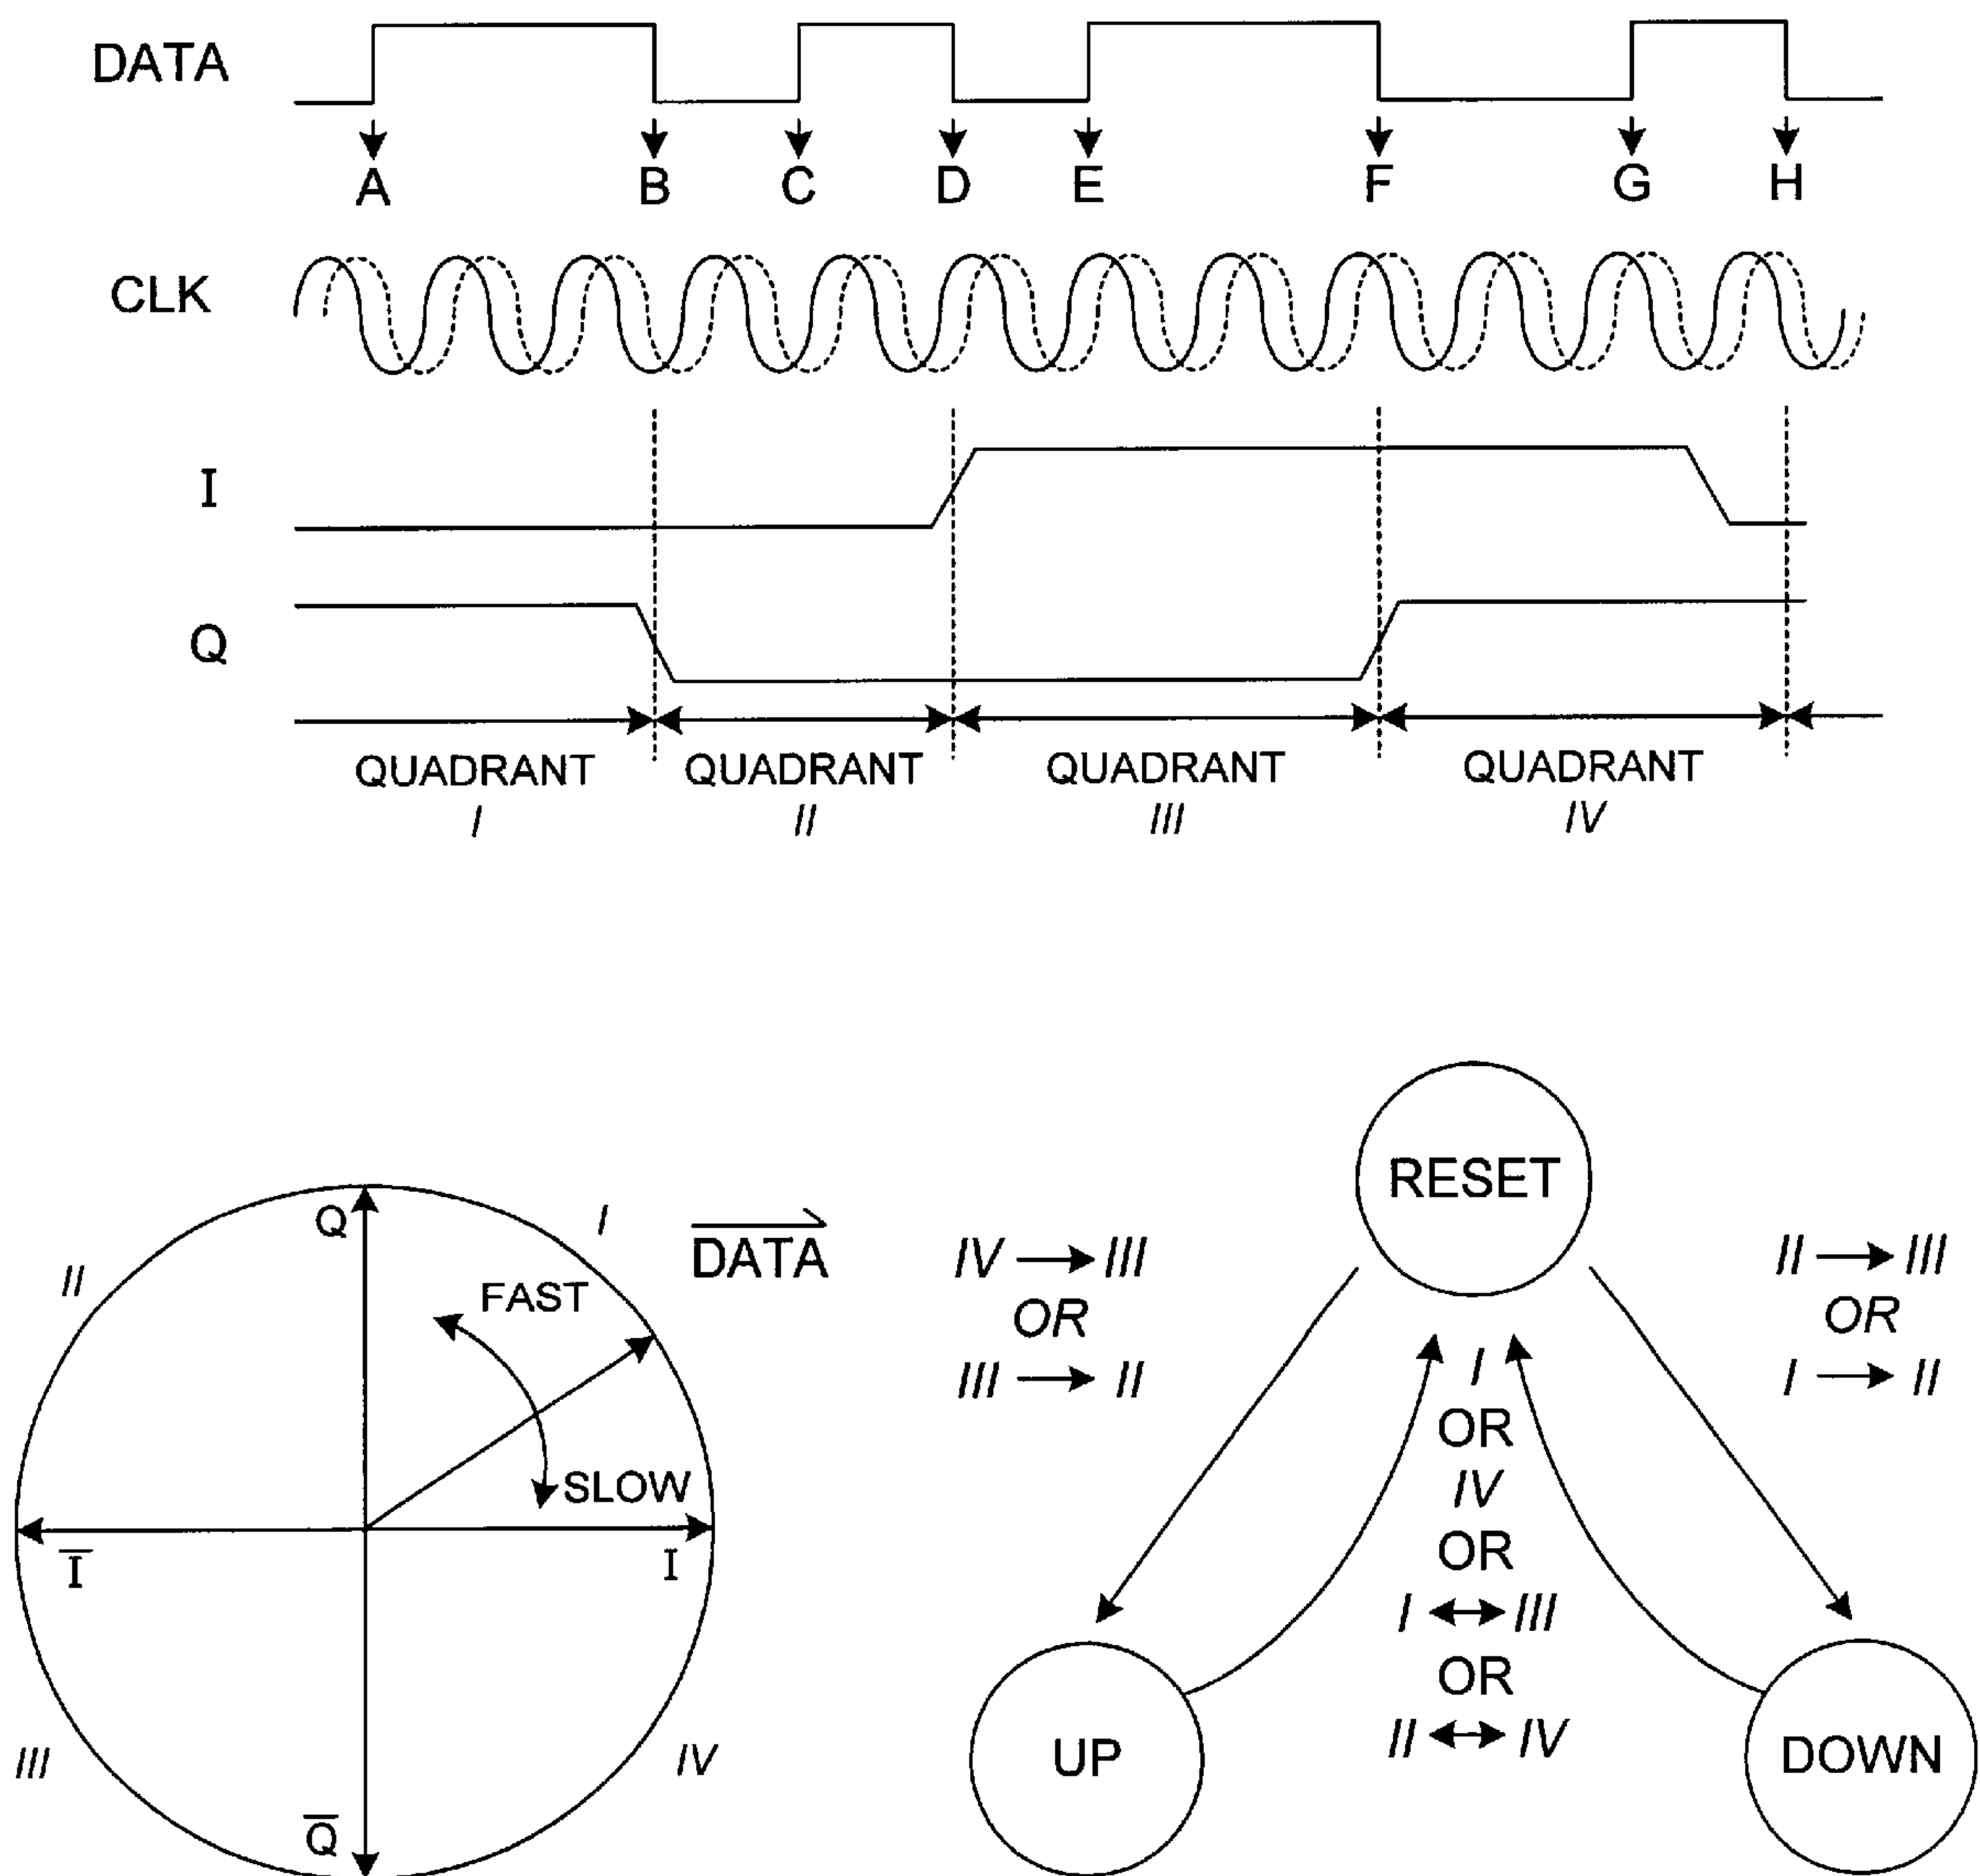 DATA
A B C D E F G H
CLK
I
Q
QUADRANT QUADRANT QUADRANT QUADRANT
I II III IV
Q
I
II
DATA
FAST
SLOW
I
I
III
IV
Q
RESET
IV → III
OR
III → II
II → III
OR
I → II
I
OR
IV
OR
I ↔ III
OR
II ↔ IV
UP
DOWN